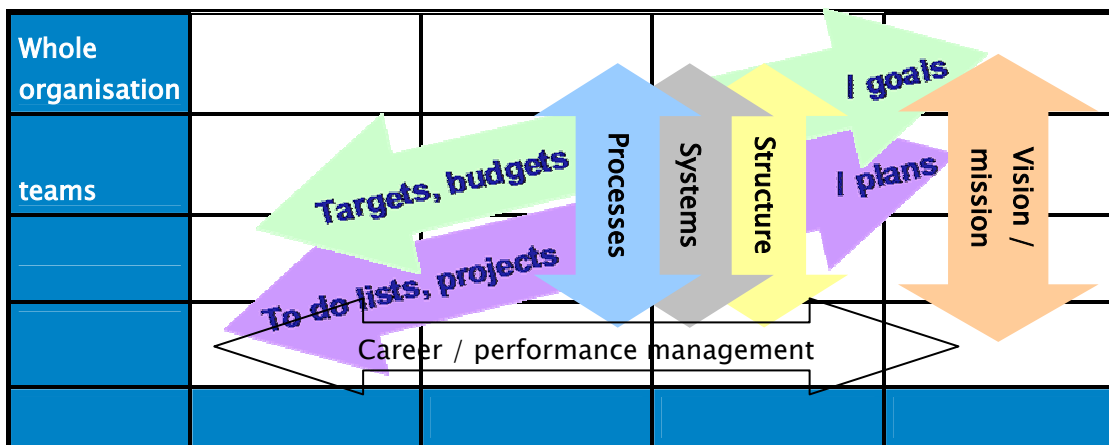 Whole
organisation
teams
Targets, budgets
To do lists, projects
Processes
Systems
Structure
l goals
l plans
Vision /
mission
Career / performance management